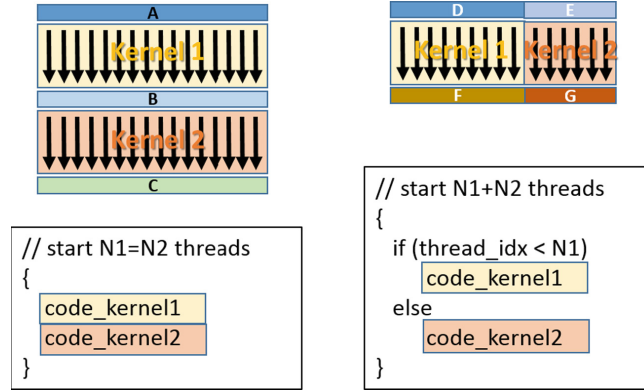 A
Kernel 1
B
Kernel 2
C
// start N1=N2 threads
{
code_kernel1
code_kernel2
}
D E
Kernel 1 Kernel 2
F G
// start N1+N2 threads
{
if (thread_idx < N1)
code_kernel1
else
code_kernel2
}